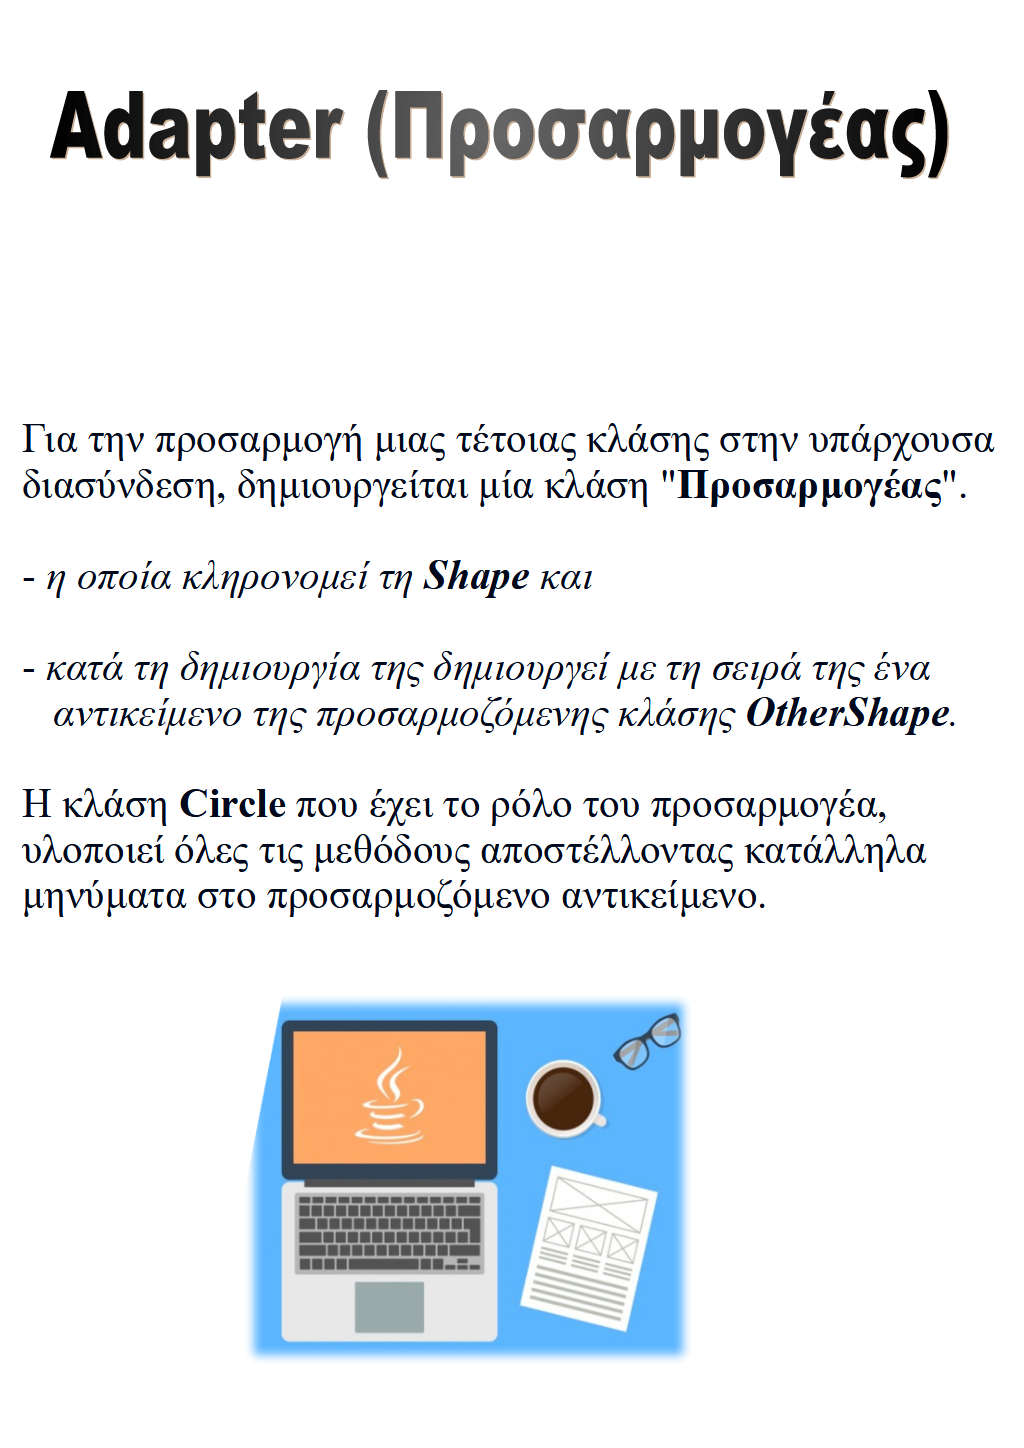 Adapter (Προσαρμογέας)
Για την προσαρμογή μιας τέτοιας κλάσης στην υπάρχουσα
διασύνδεση, δημιουργείται μία κλάση "Προσαρμογέας".
- η οποία κληρονομεί τη Shape και
- κατά τη δημιουργία της δημιουργεί με τη σειρά της ένα
αντικείμενο της προσαρμοζόμενης κλάσης OtherShape.
Η κλάση Circle που έχει το ρόλο του προσαρμογέα,
υλοποιεί όλες τις μεθόδους αποστέλλοντας κατάλληλα
μηνύματα στο προσαρμοζόμενο αντικείμενο.